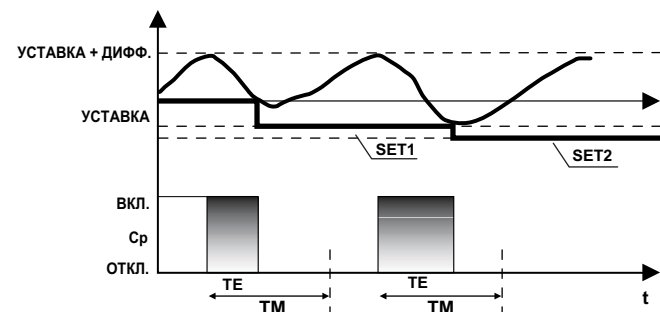 УСТАВКА + ДИФФ.
УСТАВКА
SET1
SET2
ВКЛ.
Ср
ОТКЛ.
TE
TE
t
TM
TM